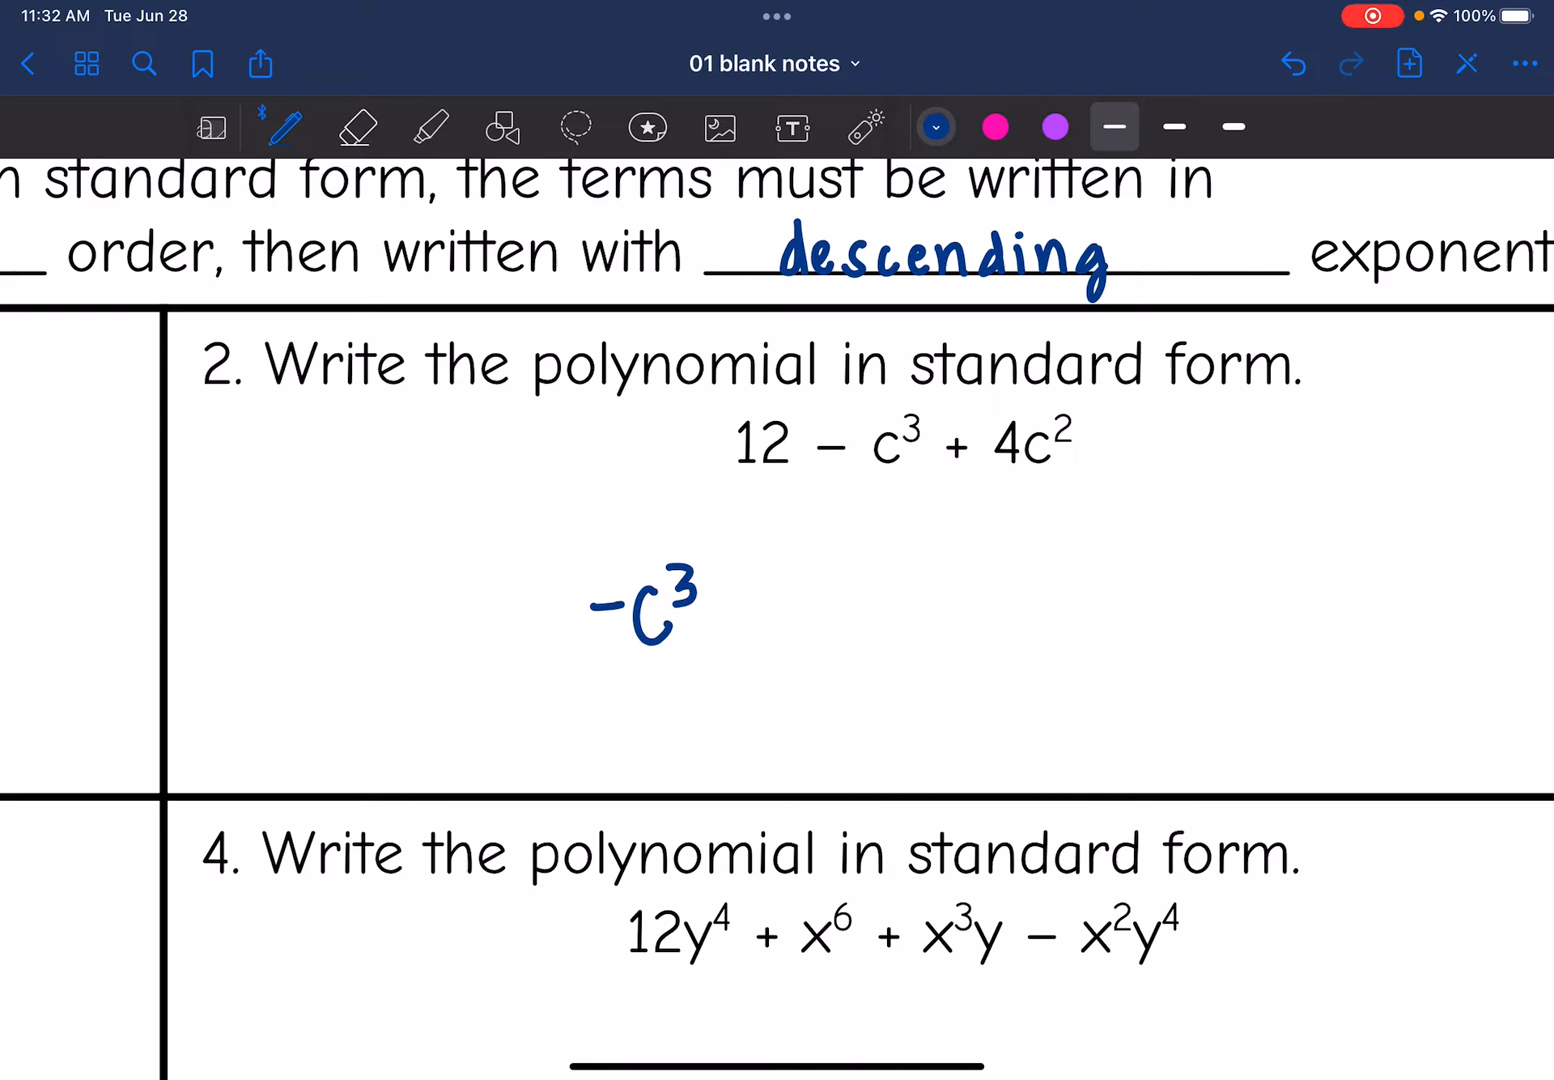 11:32 AM Tue Jun 28
100%
01 blank notes
n standard form, the terms must be written in
order, then written with descending exponent
2. Write the polynomial in standard form.
12 − c³ + 4c²
-c³
4. Write the polynomial in standard form.
12y⁴ + x⁶ + x³y − x²y⁴